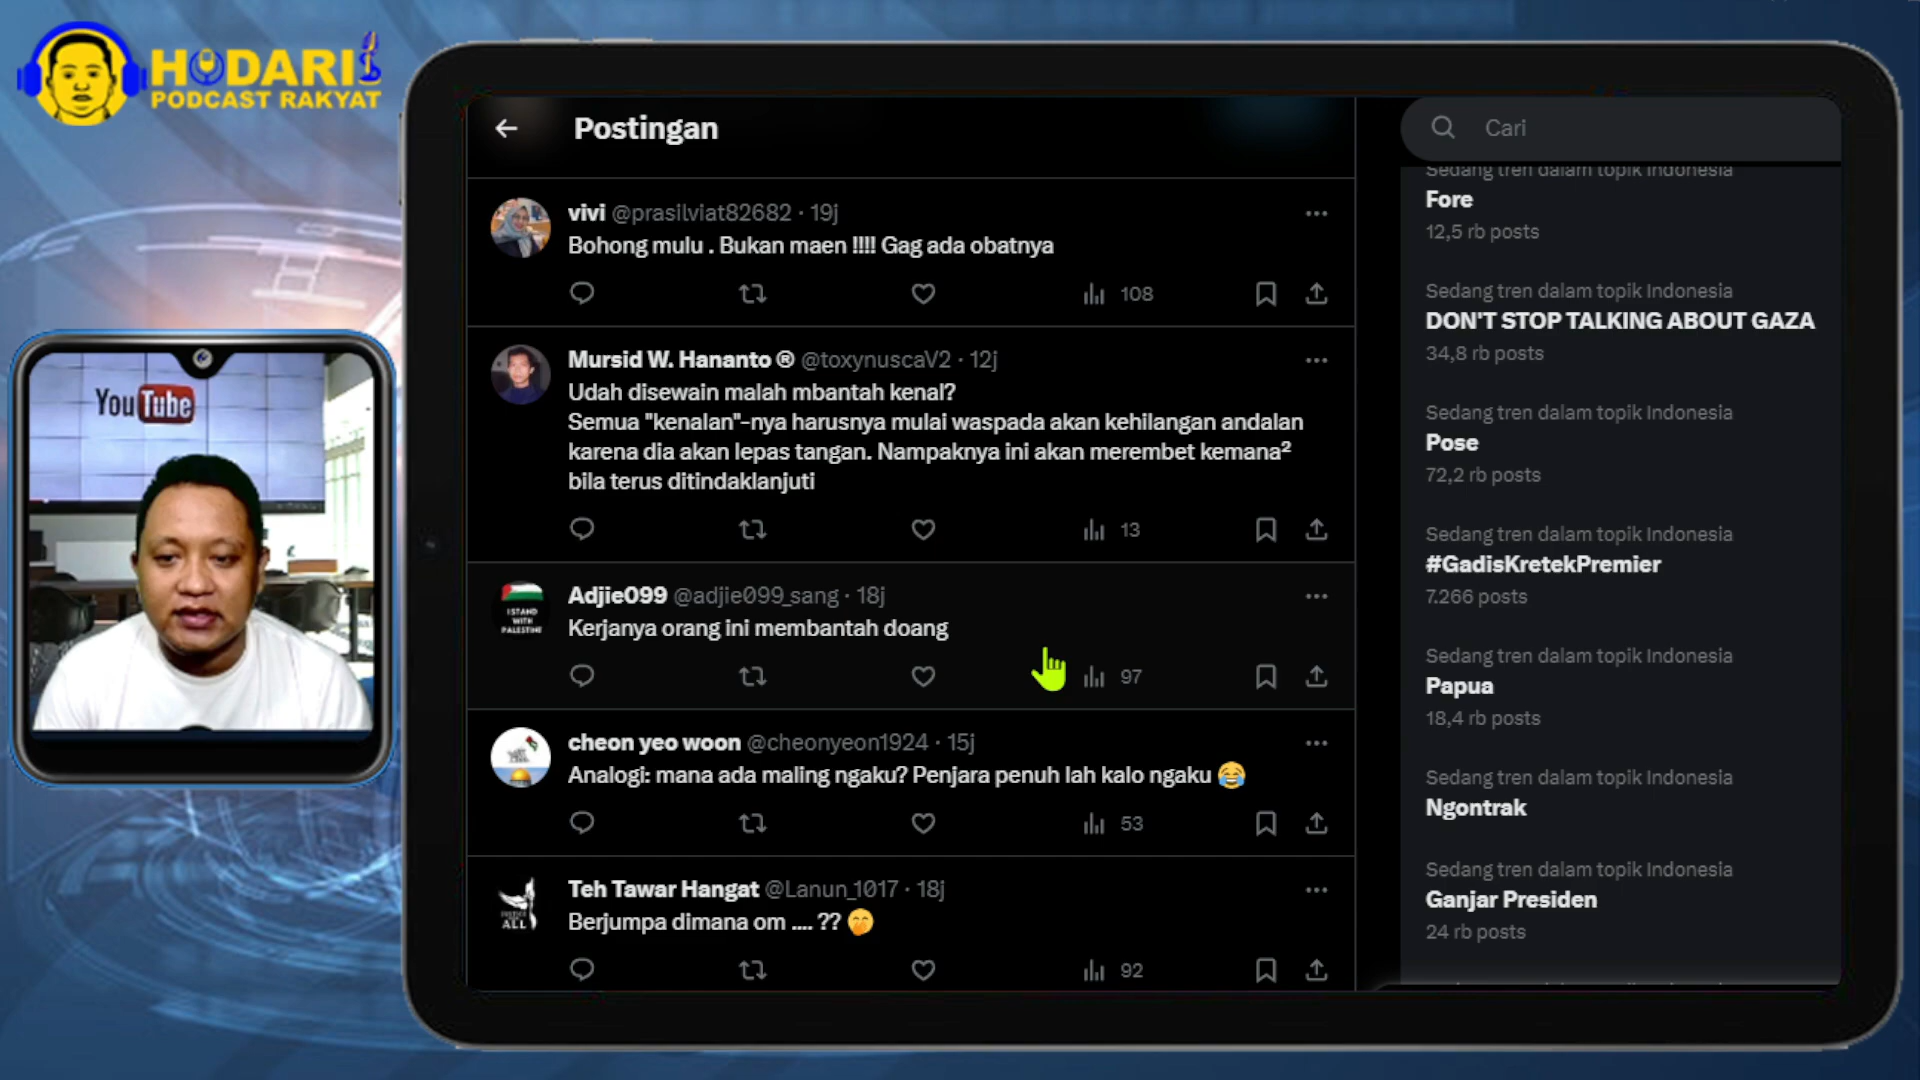 HODARI
PODCAST RAKYAT
YouTube
Postingan
Cari
vivi @prasilviat82682 · 19j
Bohong mulu . Bukan maen !!!! Gag ada obatnya
108
Mursid W. Hananto ® @toxynuscaV2 · 12j
Udah disewain malah mbantah kenal?
Semua "kenalan"-nya harusnya mulai waspada akan kehilangan andalan
karena dia akan lepas tangan. Nampaknya ini akan merembet kemana²
bila terus ditindaklanjuti
13
Adjie099 @adjie099_sang · 18j
Kerjanya orang ini membantah doang
97
I STAND
WITH
PALESTINE
cheon yeo woon @cheonyeon1924 · 15j
Analogi: mana ada maling ngaku? Penjara penuh lah kalo ngaku 😂
53
Teh Tawar Hangat @Lanun_1017 · 18j
Berjumpa dimana om .... ?? 🤭
92
ALL
Sedang tren dalam topik Indonesia
Fore
12,5 rb posts
Sedang tren dalam topik Indonesia
DON'T STOP TALKING ABOUT GAZA
34,8 rb posts
Sedang tren dalam topik Indonesia
Pose
72,2 rb posts
Sedang tren dalam topik Indonesia
#GadisKretekPremier
7.266 posts
Sedang tren dalam topik Indonesia
Papua
18,4 rb posts
Sedang tren dalam topik Indonesia
Ngontrak
Sedang tren dalam topik Indonesia
Ganjar Presiden
24 rb posts